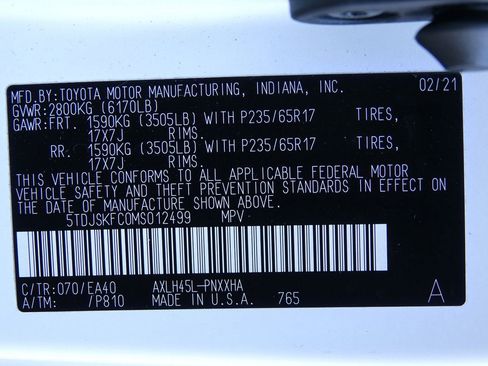 MFD.BY:TOYOTA MOTOR MANUFACTURING, INDIANA, INC. 02/21
GVWR:2800KG (6170LB)
GAWR:FRT. 1590KG (3505LB) WITH P235/65R17 TIRES,
17X7J RIMS.
RR. 1590KG (3505LB) WITH P235/65R17 TIRES,
17X7J RIMS.
THIS VEHICLE CONFORMS TO ALL APPLICABLE FEDERAL MOTOR
VEHICLE SAFETY AND THEFT PREVENTION STANDARDS IN EFFECT ON
THE DATE OF MANUFACTURE SHOWN ABOVE.
5TDJSKFC0MS012499 MPV
C/TR:070/EA40 AXLH45L-PNXXHA
A/TM: /P810 MADE IN U.S.A. 765 A